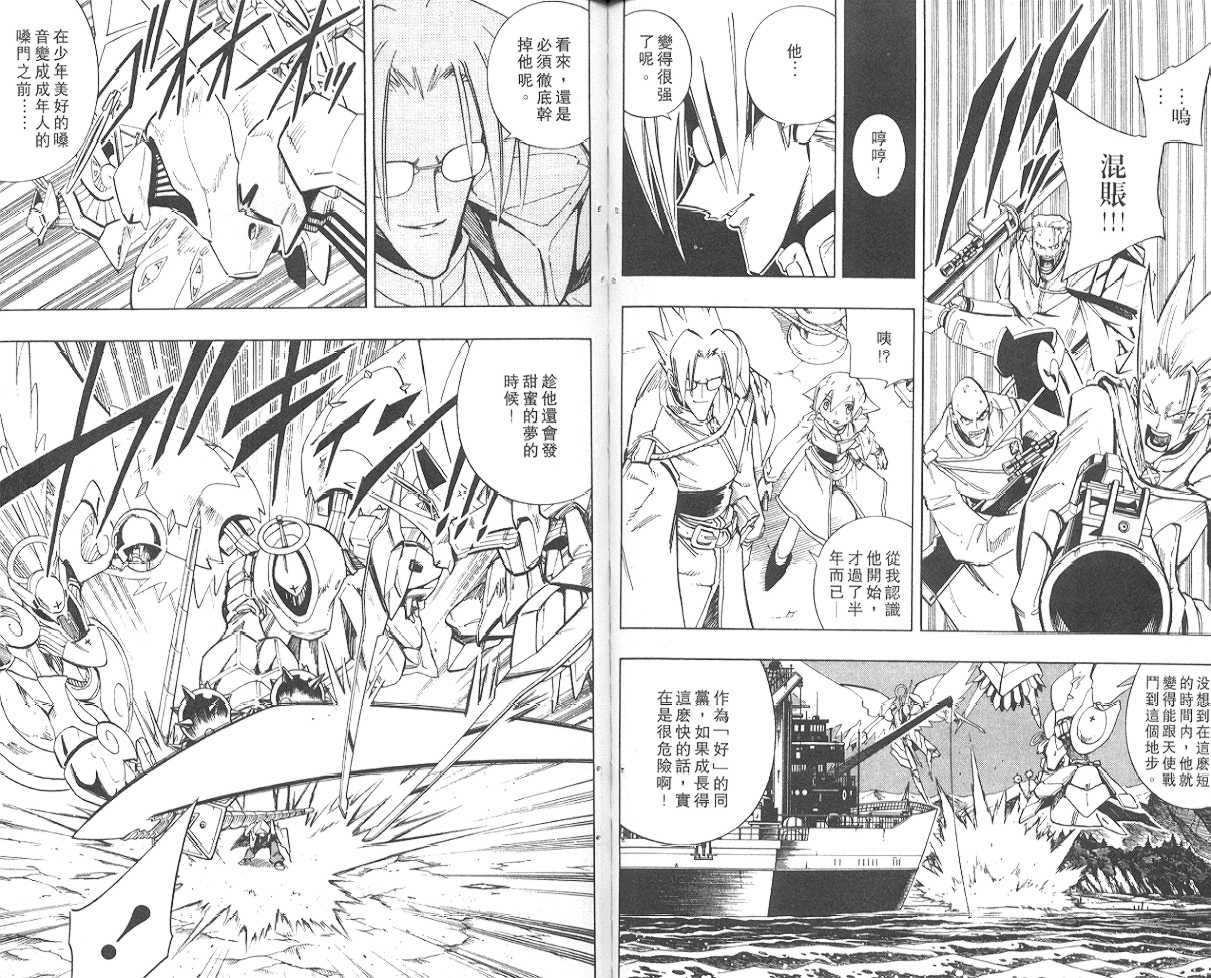 …
…嗚
混賬!!!
哼哼!
他…
變得很强
了呢。
咦!?
從我認識
他開始,
才過了半
年而已—
没想到在這麽短
的時間内,他就
變得能跟天使戰
鬥到這個地步。
作為「好」的同
黨,如果成長得
這麽快的話,實
在是很危險啊!
看來,還是
必須徹底幹
掉他呢。
在少年美好的嗓
音變成成年人的
嗓門之前……
趁他還會發
甜蜜的夢的
時候!
!